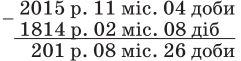 2015 р. 11 міс. 04 доби
– 1814 р. 02 міс. 08 діб
201 р. 08 міс. 26 доби